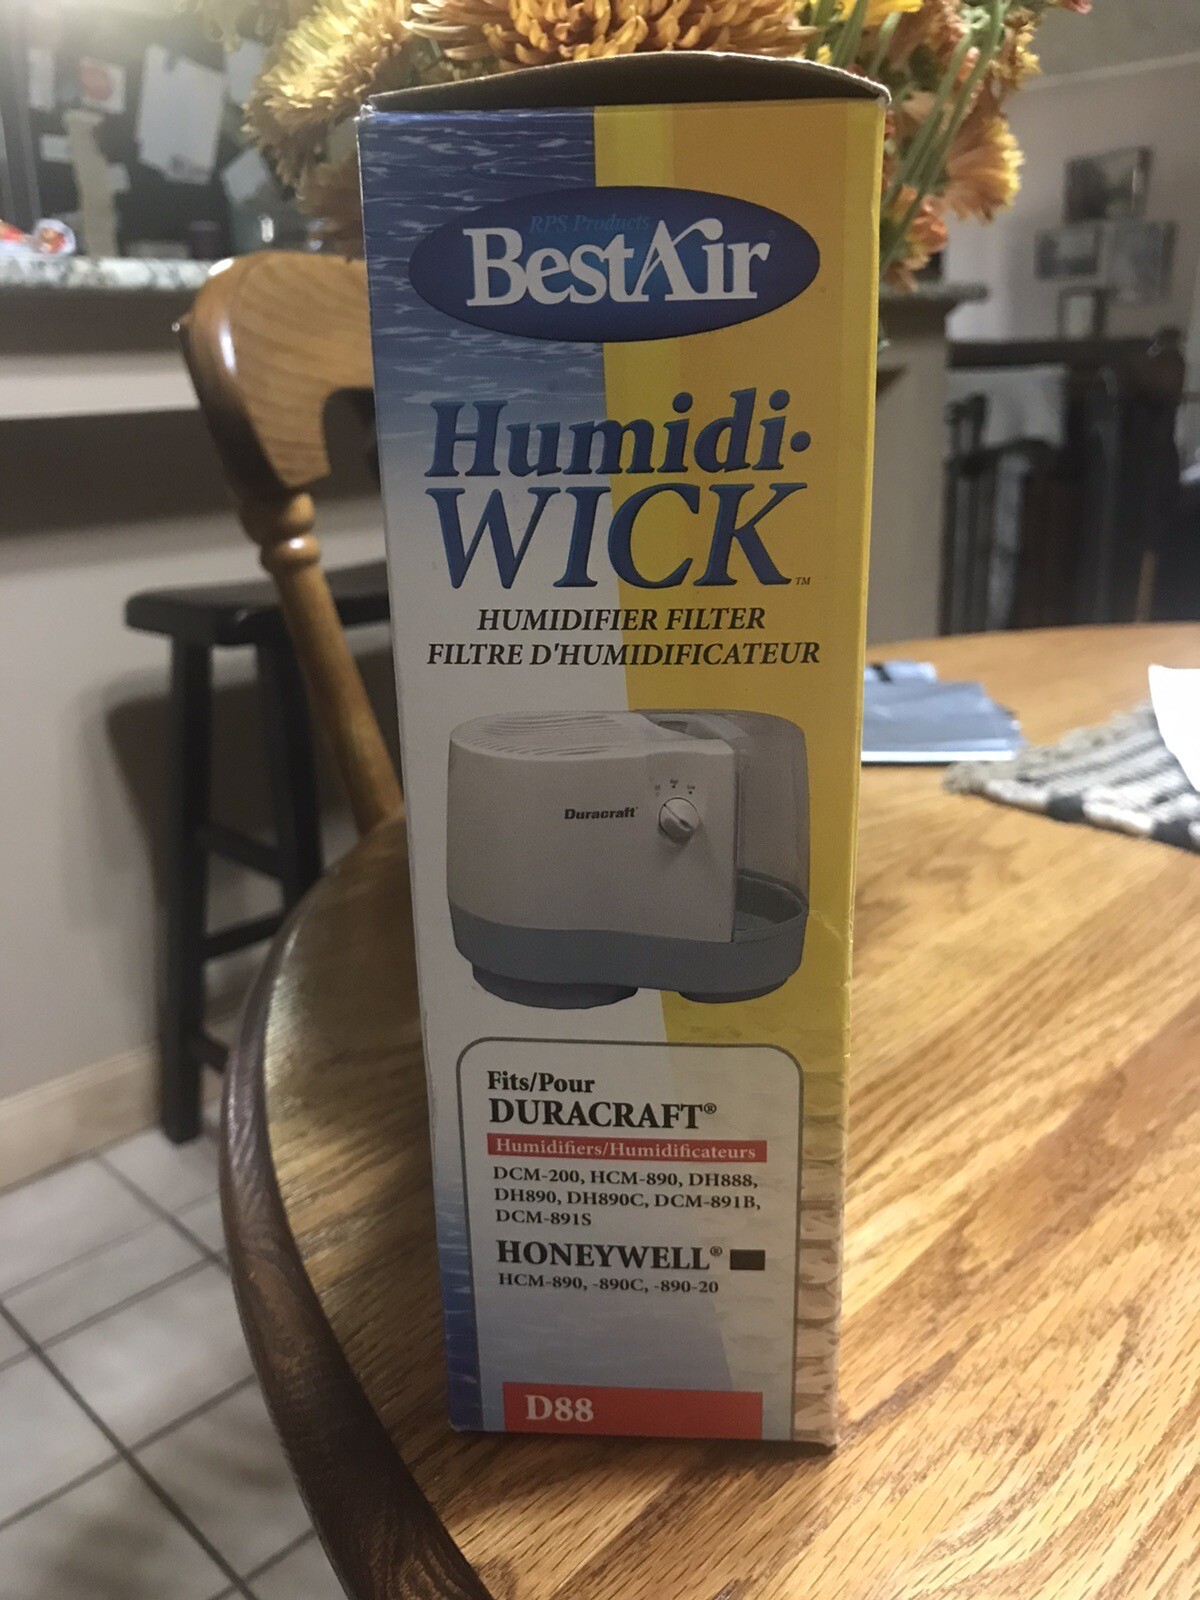 RPS Products
BestAir
Humidi-
WICK™
HUMIDIFIER FILTER
FILTRE D'HUMIDIFICATEUR
Duracraft
Fits/Pour
DURACRAFT®
Humidifiers/Humidificateurs
DCM-200, HCM-890, DH888,
DH890, DH890C, DCM-891B,
DCM-891S
HONEYWELL®
HCM-890, -890C, -890-20
D88